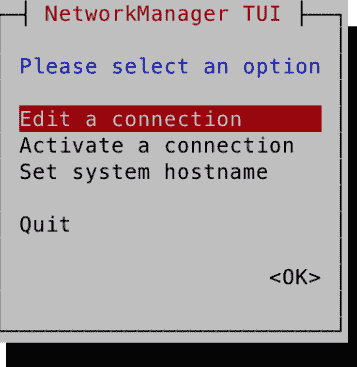 NetworkManager TUI
Please select an option
Edit a connection
Activate a connection
Set system hostname
Quit
<OK>